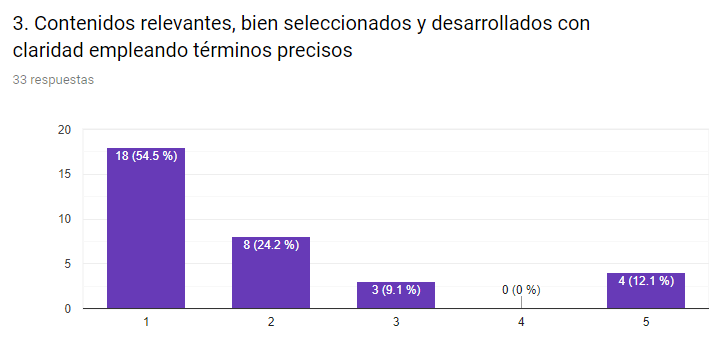 3. Contenidos relevantes, bien seleccionados y desarrollados con
claridad empleando términos precisos
33 respuestas
20
15
10
5
0
18 (54.5 %)
8 (24.2 %)
3 (9.1 %)
0 (0 %)
4 (12.1 %)
1 2 3 4 5